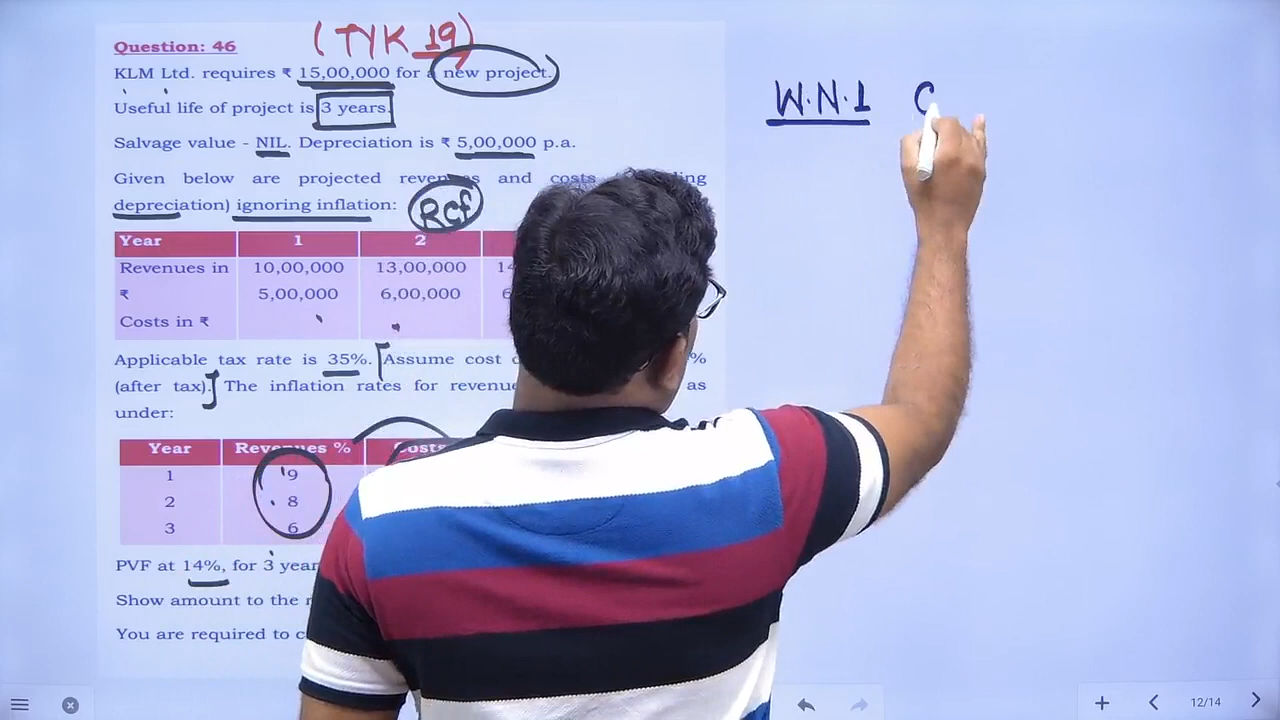 Question: 46 (TYK 19)
KLM Ltd. requires ₹ 15,00,000 for a new project.
Useful life of project is 3 years.
Salvage value - NIL. Depreciation is ₹ 5,00,000 p.a.
Given below are projected revenues and costs
depreciation) ignoring inflation: Rcf
Year 1 2
Revenues in 10,00,000 13,00,000 14
₹ 5,00,000 6,00,000 6
Costs in ₹
Applicable tax rate is 35%. Assume cost %
(after tax). The inflation rates for as
under:
Year Revenues % Costs
1 9
2 8
3 6
PVF at 14%, for 3
Show amount to the
You are required to
W.N.1 C
12/14